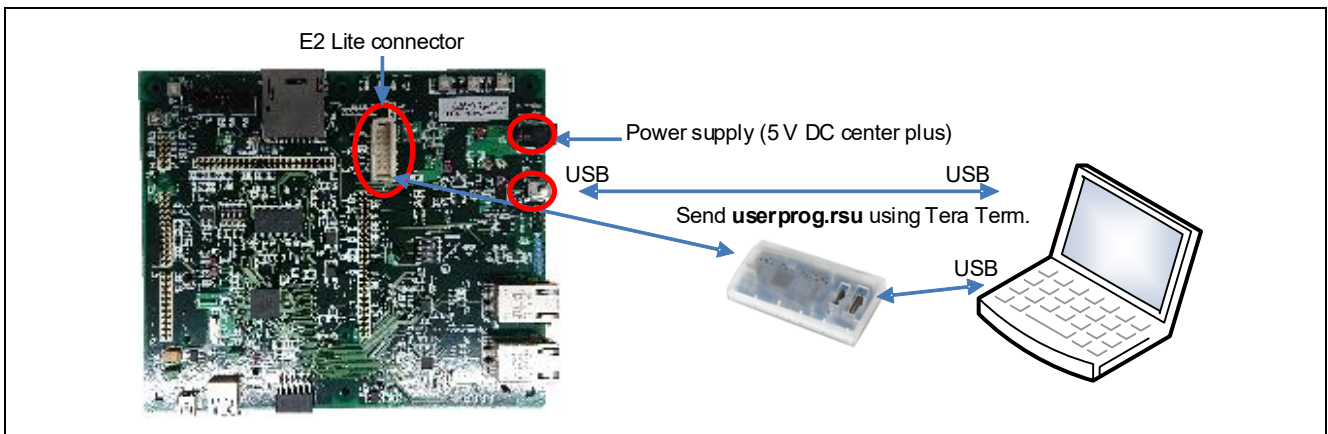 E2 Lite connector
Power supply (5 V DC center plus)
USB
USB
Send userprog.rsu using Tera Term.
USB